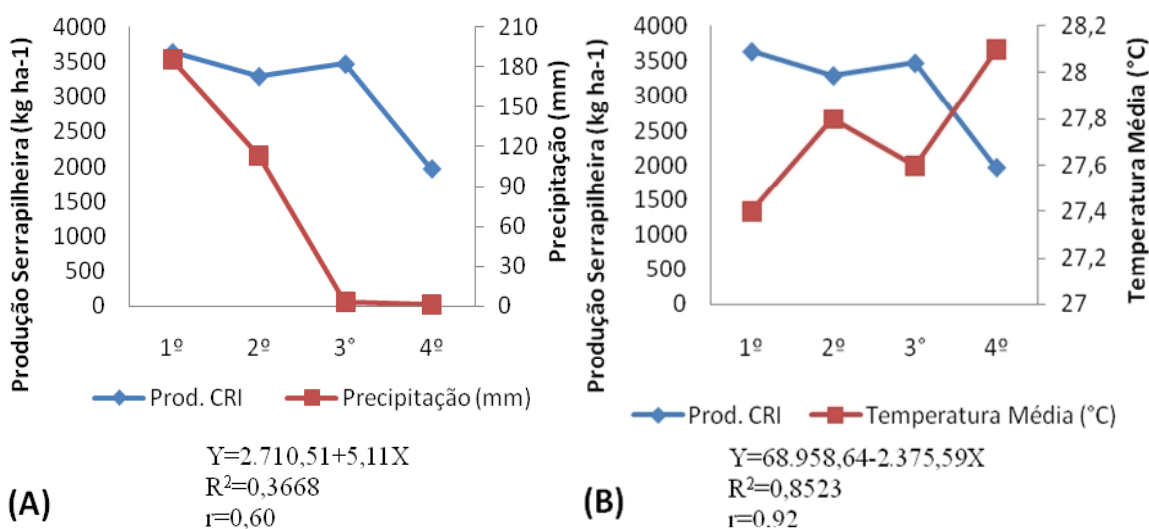 Produção Serrapilheira (kg ha-1)
4000
3500
3000
2500
2000
1500
1000
500
0
210
180
150
120
90
60
30
0
Precipitação (mm)
1º 2º 3° 4º
Prod. CRI Precipitação (mm)
Y=2.710,51+5,11X
R²=0,3668
r=0,60
(A)
Produção Serrapilheira (kg ha-1)
4000
3500
3000
2500
2000
1500
1000
500
0
28,2
28
27,8
27,6
27,4
27,2
27
Temperatura Média (°C)
1º 2º 3° 4º
Prod. CRI Temperatura Média (°C)
Y=68.958,64-2.375,59X
R²=0,8523
r=0,92
(B)